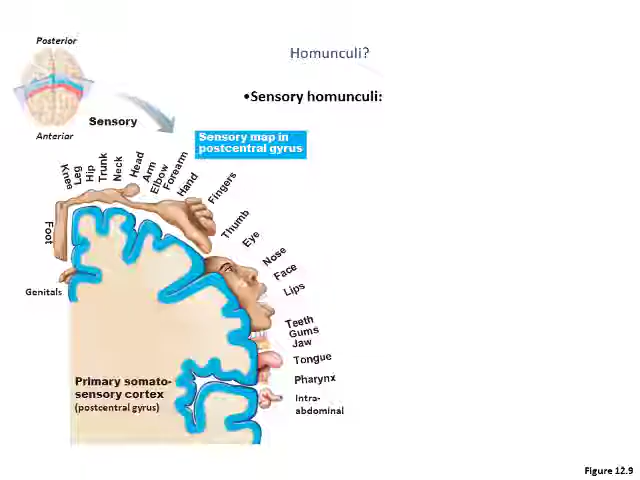 Posterior
Homunculi?
•Sensory homunculi:
Sensory
Anterior
Sensory map in
postcentral gyrus
Foot
Knee
Leg
Hip
Trunk
Neck
Head
Arm
Elbow
Forearm
Hand
Fingers
Thumb
Eye
Nose
Face
Lips
Genitals
Teeth
Gums
Jaw
Tongue
Pharynx
Intra-
abdominal
Primary somato-
sensory cortex
(postcentral gyrus)
Figure 12.9